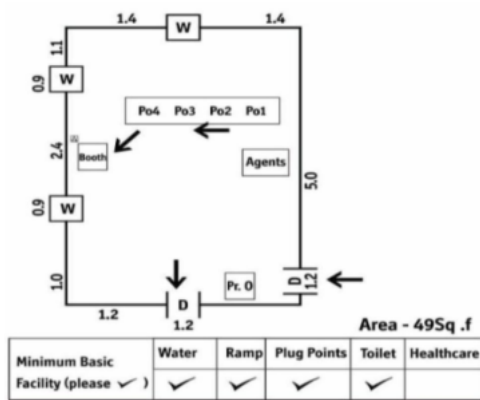 1.4 W 1.4
1.1
0.9 W
Po4 Po3 Po2 Po1
2.4 Booth
Agents
5.0
0.9 W
1.0
Pr. O
D 1.2
1.2 D
1.2
Area - 49Sq .f
Minimum Basic Facility (please ✓ ) Water Ramp Plug Points Toilet Healthcare
✓ ✓ ✓ ✓